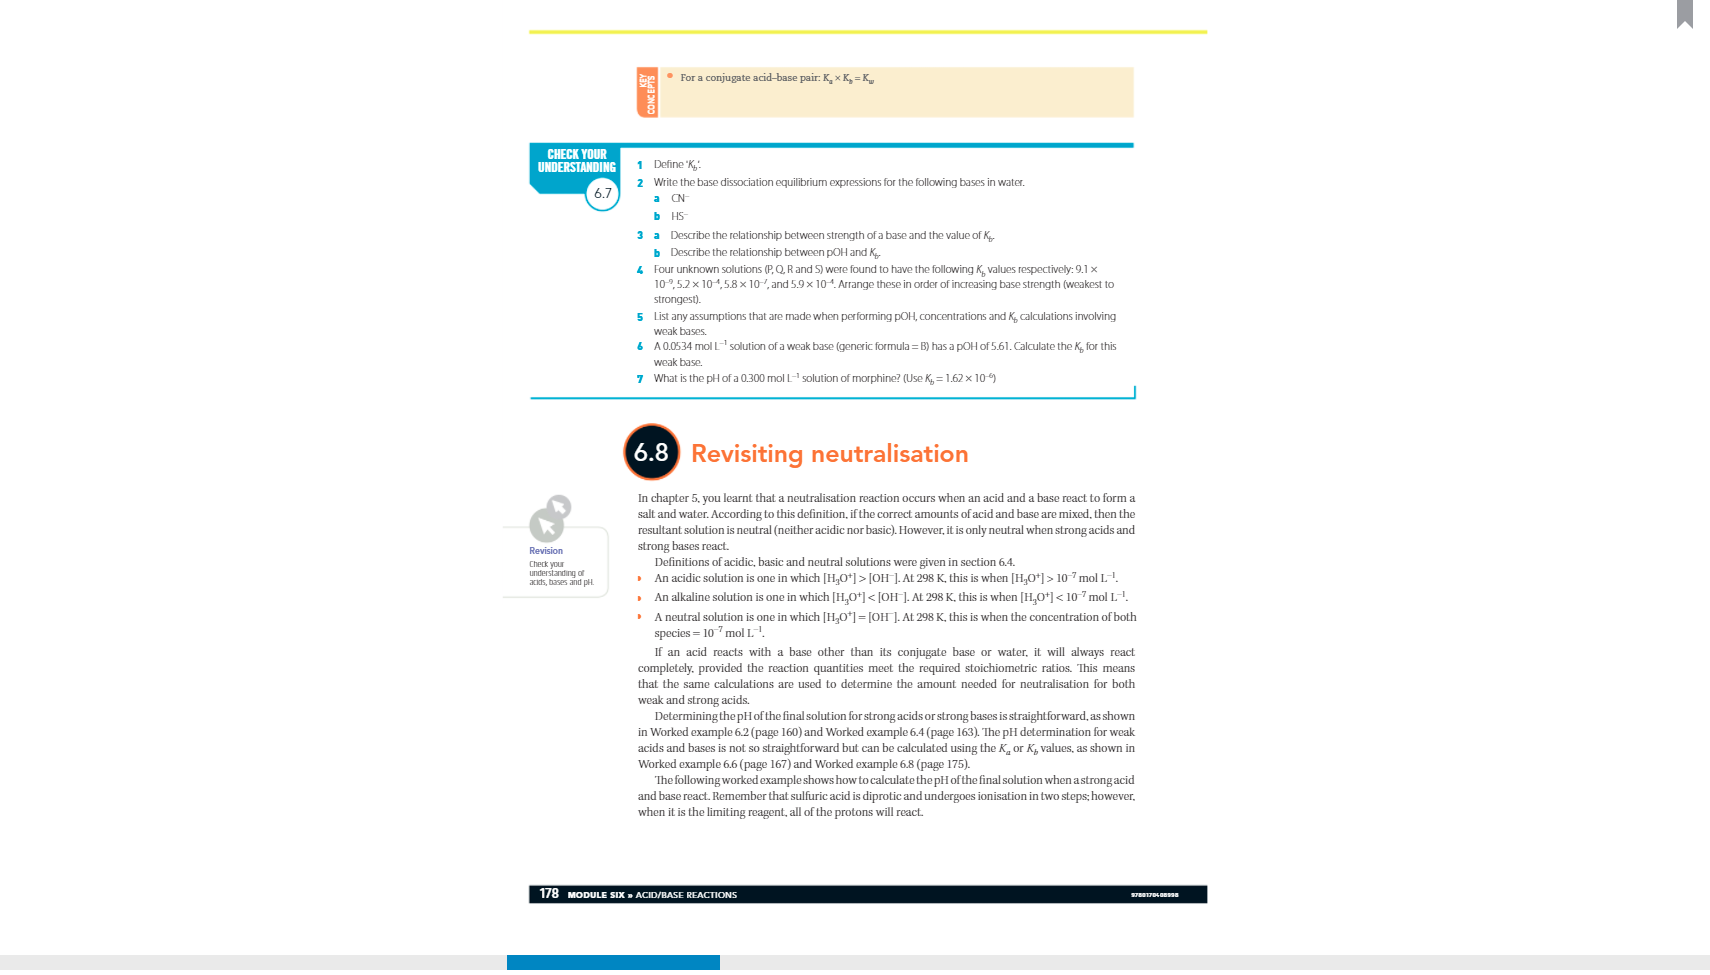 KEY
CONCEPTS
• For a conjugate acid–base pair: Kₐ × K_b = K_w
CHECK YOUR
UNDERSTANDING
6.7
1 Define ‘K_b’.
2 Write the base dissociation equilibrium expressions for the following bases in water.
a CN⁻
b HS⁻
3 a Describe the relationship between strength of a base and the value of K_b.
b Describe the relationship between pOH and K_b.
4 Four unknown solutions (P, Q, R and S) were found to have the following K_b values respectively: 9.1 ×
10⁻⁹, 5.2 × 10⁻⁴, 5.8 × 10⁻⁷, and 5.9 × 10⁻⁴. Arrange these in order of increasing base strength (weakest to
strongest).
5 List any assumptions that are made when performing pOH, concentrations and K_b calculations involving
weak bases.
6 A 0.0534 mol L⁻¹ solution of a weak base (generic formula = B) has a pOH of 5.61. Calculate the K_b for this
weak base.
7 What is the pH of a 0.300 mol L⁻¹ solution of morphine? (Use K_b = 1.62 × 10⁻⁶)
6.8 Revisiting neutralisation
In chapter 5, you learnt that a neutralisation reaction occurs when an acid and a base react to form a
salt and water. According to this definition, if the correct amounts of acid and base are mixed, then the
resultant solution is neutral (neither acidic nor basic). However, it is only neutral when strong acids and
strong bases react.
Definitions of acidic, basic and neutral solutions were given in section 6.4.
An acidic solution is one in which [H₃O⁺] > [OH⁻]. At 298 K, this is when [H₃O⁺] > 10⁻⁷ mol L⁻¹.
An alkaline solution is one in which [H₃O⁺] < [OH⁻]. At 298 K, this is when [H₃O⁺] < 10⁻⁷ mol L⁻¹.
A neutral solution is one in which [H₃O⁺] = [OH⁻]. At 298 K, this is when the concentration of both
species = 10⁻⁷ mol L⁻¹.
If an acid reacts with a base other than its conjugate base or water, it will always react
completely, provided the reaction quantities meet the required stoichiometric ratios. This means
that the same calculations are used to determine the amount needed for neutralisation for both
weak and strong acids.
Determining the pH of the final solution for strong acids or strong bases is straightforward, as shown
in Worked example 6.2 (page 160) and Worked example 6.4 (page 163). The pH determination for weak
acids and bases is not so straightforward but can be calculated using the Kₐ or K_b values, as shown in
Worked example 6.6 (page 167) and Worked example 6.8 (page 175).
The following worked example shows how to calculate the pH of the final solution when a strong acid
and base react. Remember that sulfuric acid is diprotic and undergoes ionisation in two steps; however,
when it is the limiting reagent, all of the protons will react.
Revision
Check your
understanding of
acids, bases and pH.
178 MODULE SIX » ACID/BASE REACTIONS
9780170408998